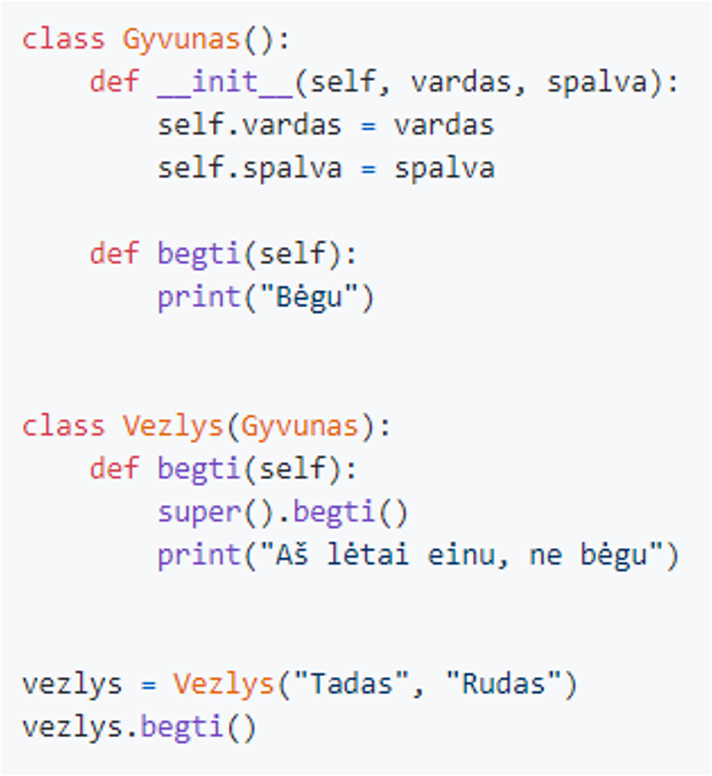 class Gyvunas():
    def __init__(self, vardas, spalva):
        self.vardas = vardas
        self.spalva = spalva

    def begti(self):
        print("Bėgu")


class Vezlys(Gyvunas):
    def begti(self):
        super().begti()
        print("Aš lėtai einu, ne bėgu")


vezlys = Vezlys("Tadas", "Rudas")
vezlys.begti()